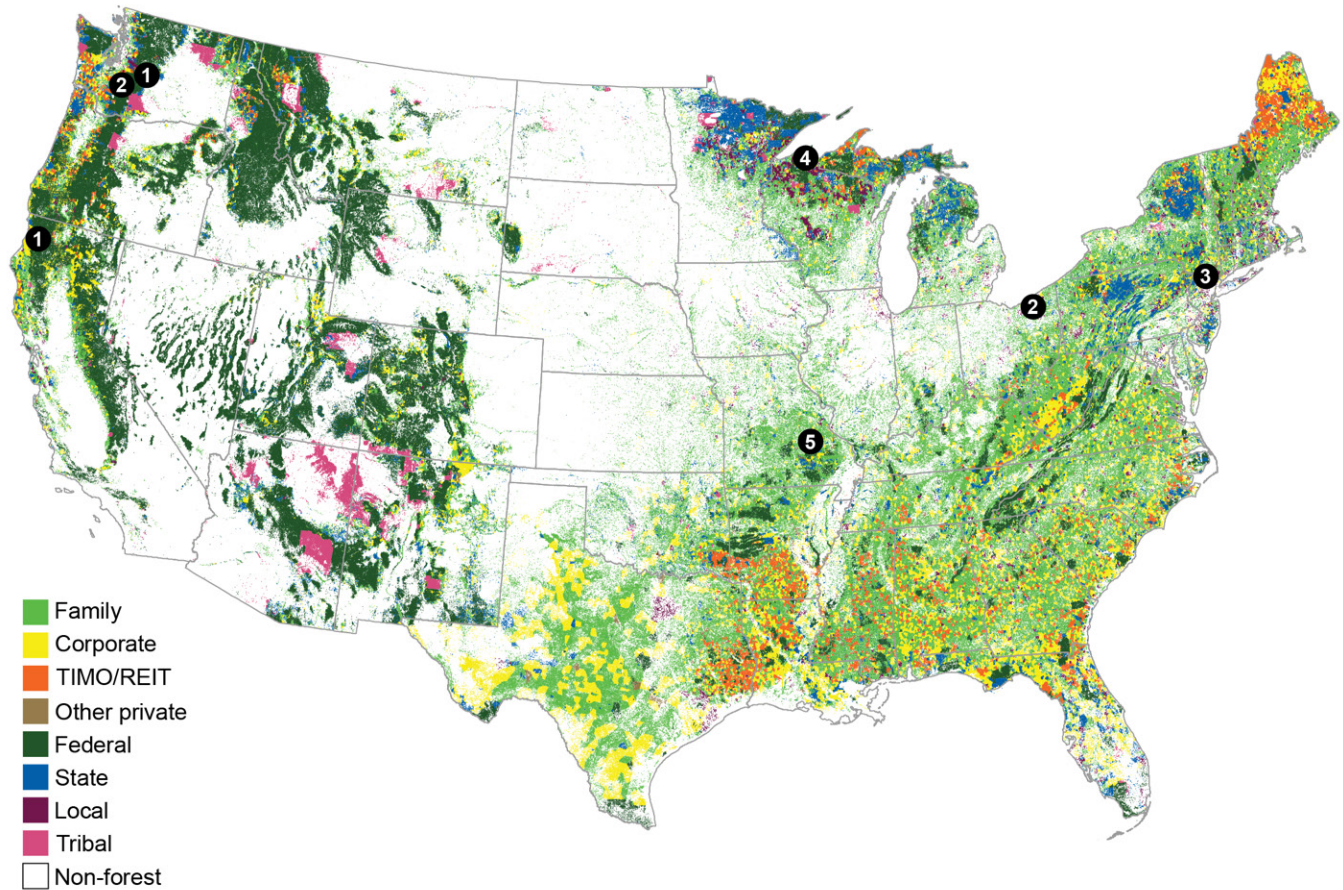 1
2
4
3
1
2
5
Family
Corporate
TIMO/REIT
Other private
Federal
State
Local
Tribal
Non-forest